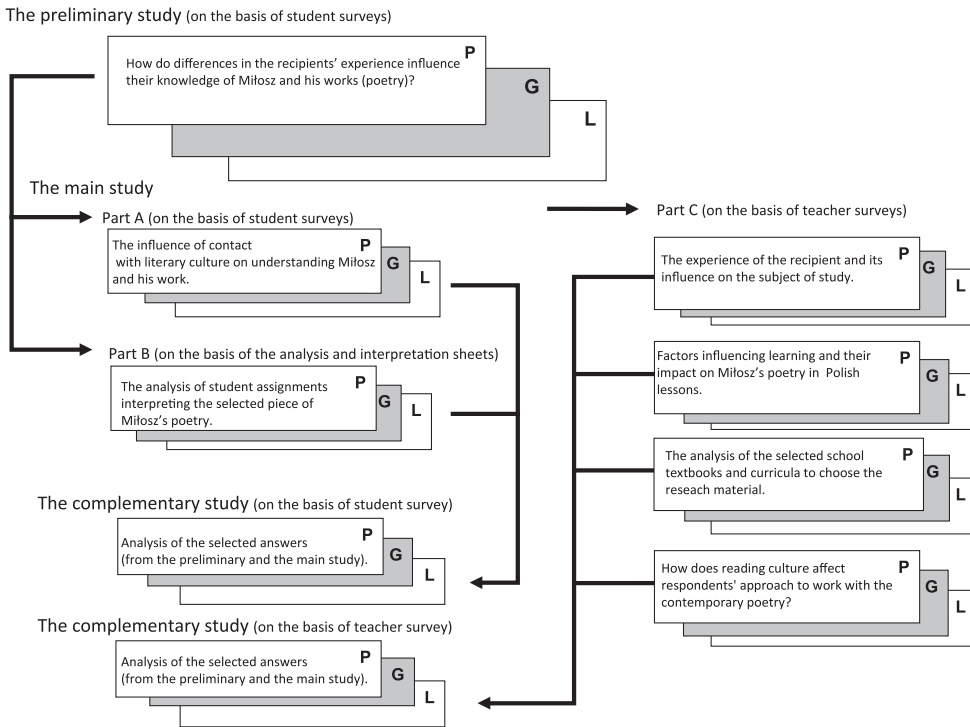 The preliminary study (on the basis of student surveys)
P
How do differences in the recipients' experience influence
their knowledge of Miłosz and his works (poetry)?
G
L
The main study
Part A (on the basis of student surveys)
The influence of contact
with literary culture on understanding Miłosz
and his work.
P
G
L
Part B (on the basis of the analysis and interpretation sheets)
The analysis of student assignments
interpreting the selected piece of
Miłosz's poetry.
P
G
L
The complementary study (on the basis of student survey)
Analysis of the selected answers
(from the preliminary and the main study).
P
G
L
The complementary study (on the basis of teacher survey)
Analysis of the selected answers
(from the preliminary and the main study).
P
G
L
Part C (on the basis of teacher surveys)
The experience of the recipient and its
influence on the subject of study.
P
G
L
Factors influencing learning and their
impact on Miłosz's poetry in Polish
lessons.
P
G
L
The analysis of the selected school
textbooks and curricula to choose the
reseach material.
P
G
L
How does reading culture affect
respondents' approach to work with the
contemporary poetry?
P
G
L